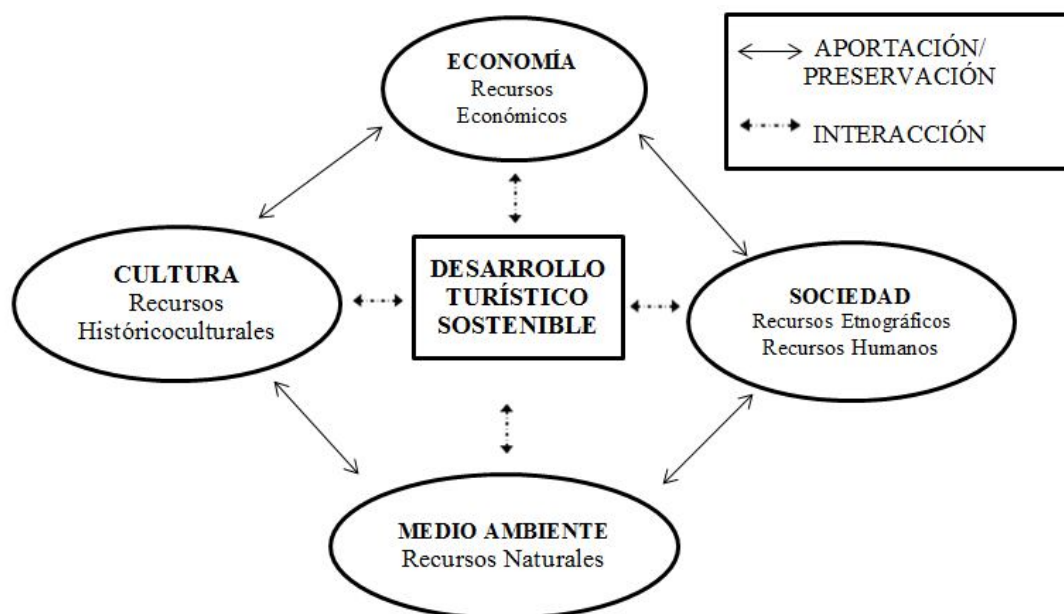 ECONOMÍA
Recursos
Económicos
APORTACIÓN/
PRESERVACIÓN
INTERACCIÓN
CULTURA
Recursos
Históricoculturales
DESARROLLO
TURÍSTICO
SOSTENIBLE
SOCIEDAD
Recursos Etnográficos
Recursos Humanos
MEDIO AMBIENTE
Recursos Naturales